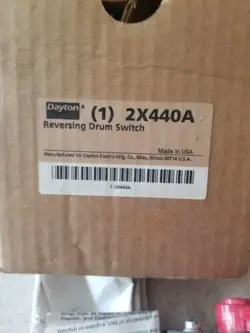 Dayton® (1) 2X440A
Reversing Drum Switch
Made in USA
Manufactured for Dayton Electric Mfg. Co., Niles, Illinois 60714 U.S.A.
1 2X440A